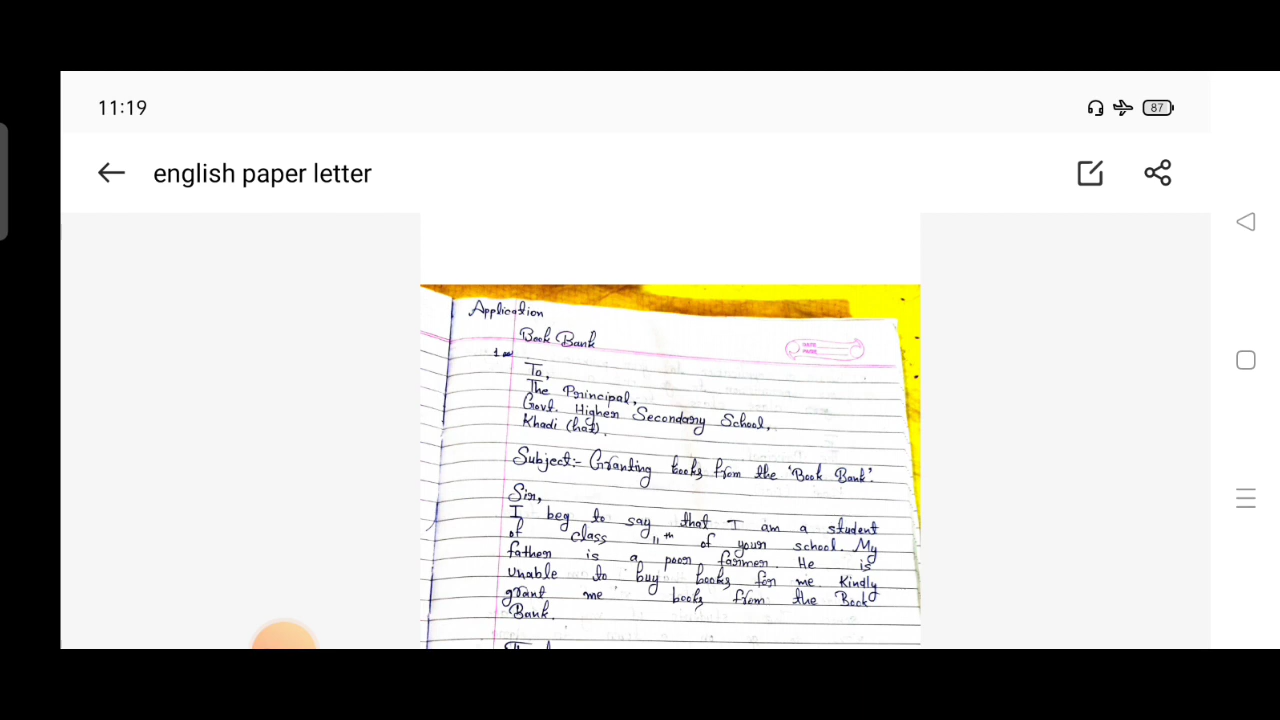 11:19
87
english paper letter
Application
Book Bank
1
To,
The Principal,
Govt. Higher Secondary School,
Khadi (hat).
Subject:- Granting books from the 'Book Bank'.
Sir,
I beg to say that I am a student
of class 11th of your school. My
father is a poor farmer. He is
unable to buy books for me. Kindly
grant me books from the Book
Bank.